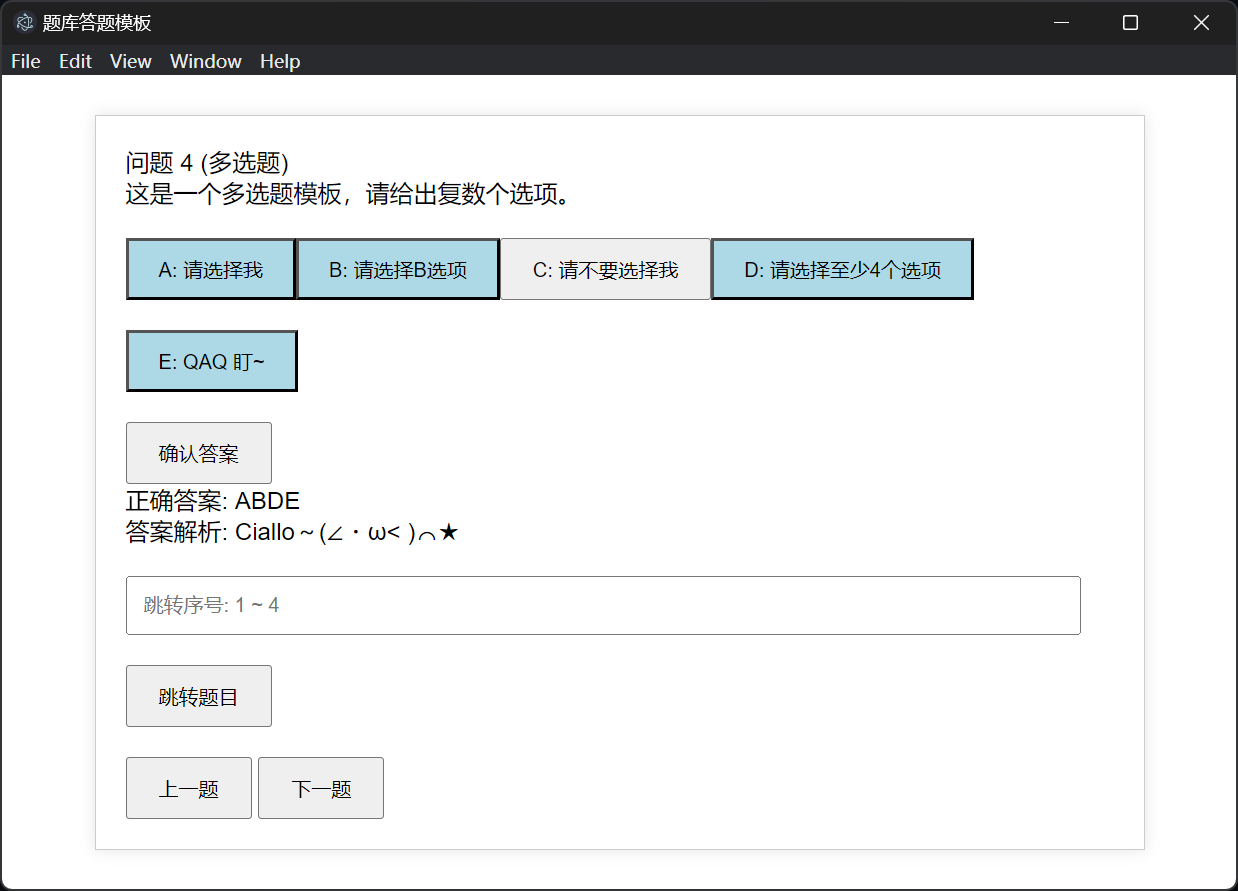 题库答题模板
File Edit View Window Help
问题 4 (多选题)
这是一个多选题模板，请给出复数个选项。
A: 请选择我 B: 请选择B选项 C: 请不要选择我 D: 请选择至少4个选项
E: QAQ 盯~
确认答案
正确答案: ABDE
答案解析: Ciallo～(∠・ω< )⌒★
跳转序号: 1 ~ 4
跳转题目
上一题 下一题